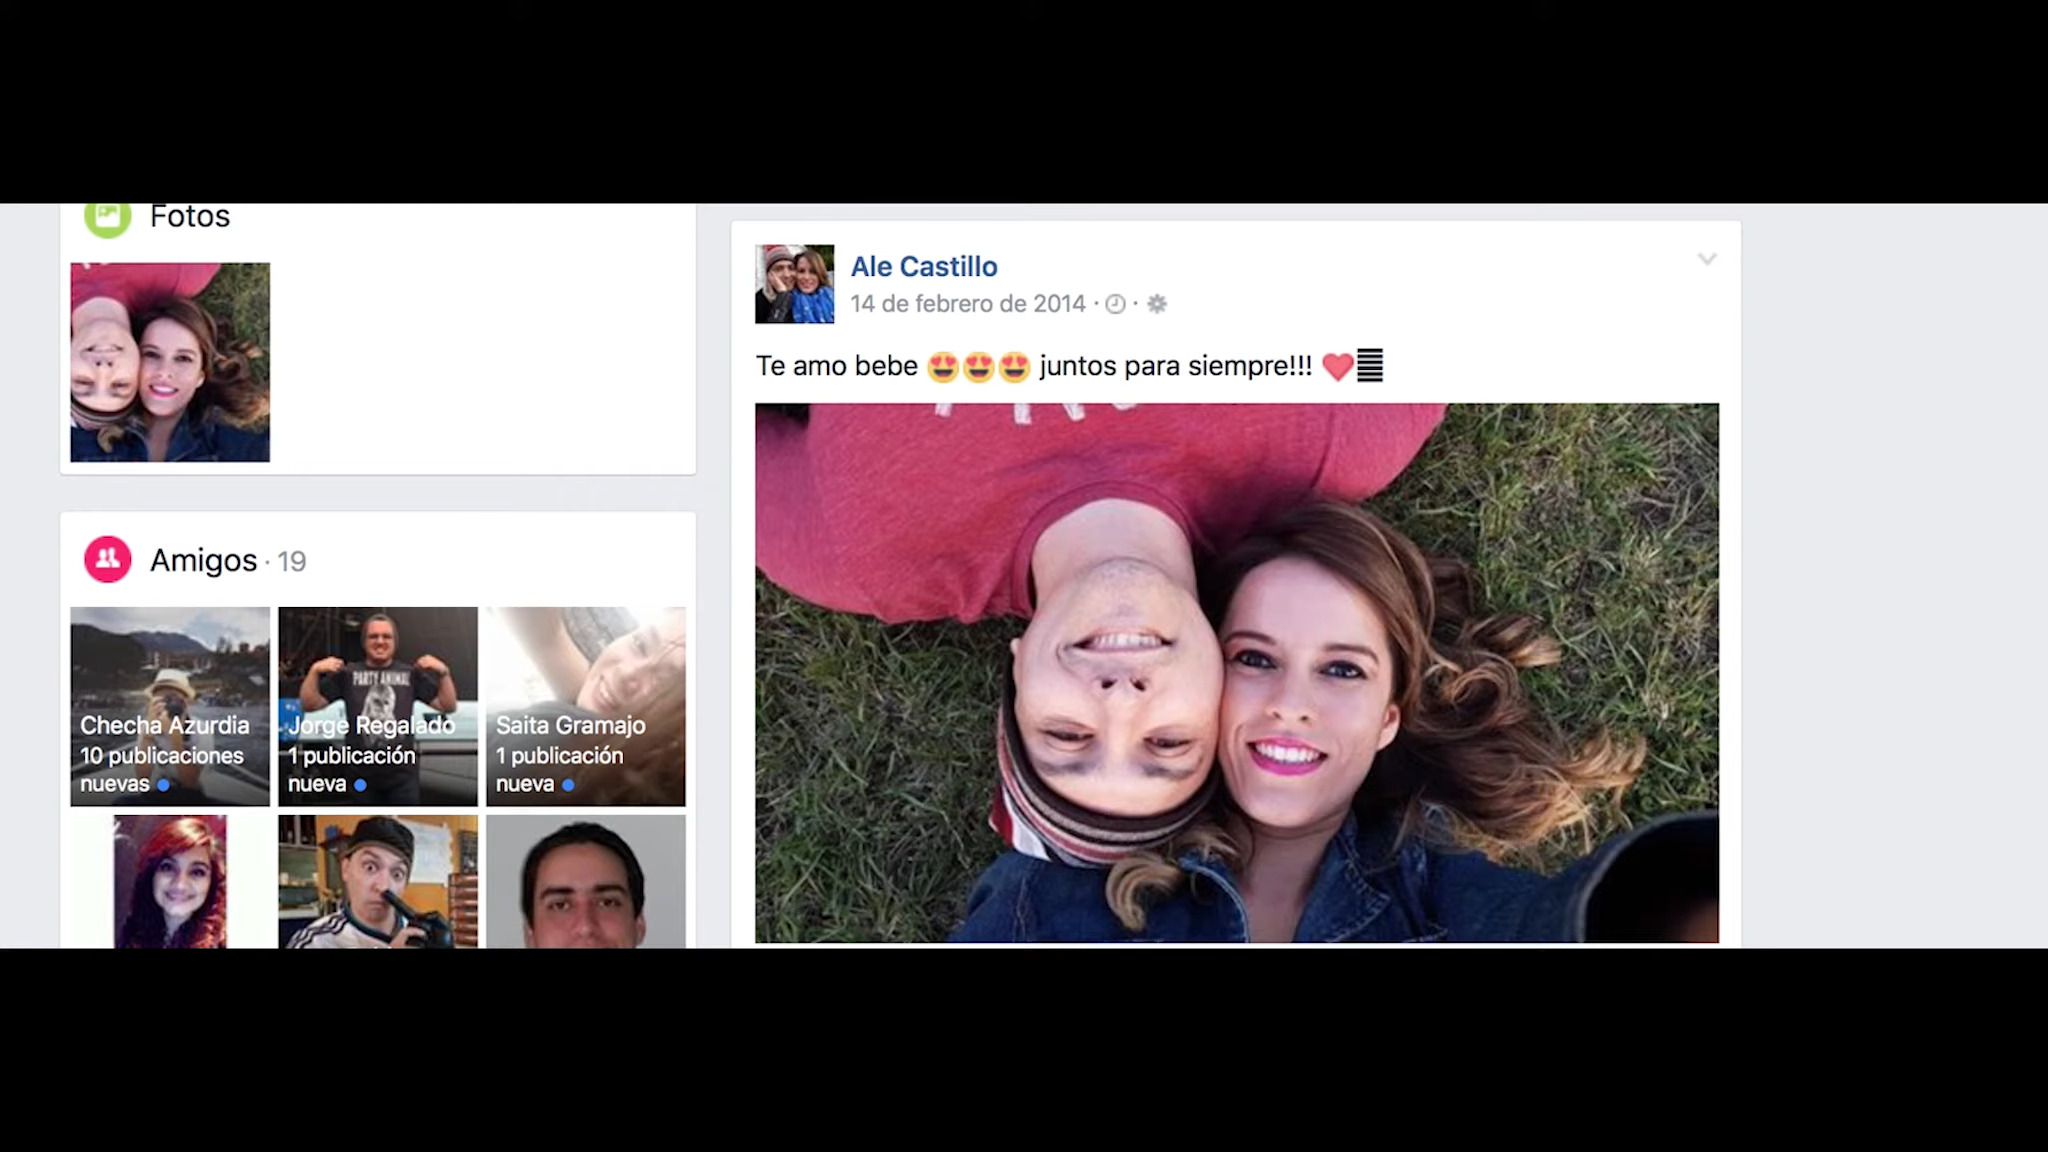 Fotos
Amigos · 19
Checha Azurdia
10 publicaciones
nuevas
Jorge Regalado
1 publicación
nueva
Saita Gramajo
1 publicación
nueva
Ale Castillo
14 de febrero de 2014 ·  ·
Te amo bebe 😍😍😍 juntos para siempre!!! ❤️
PARTY ANIMAL